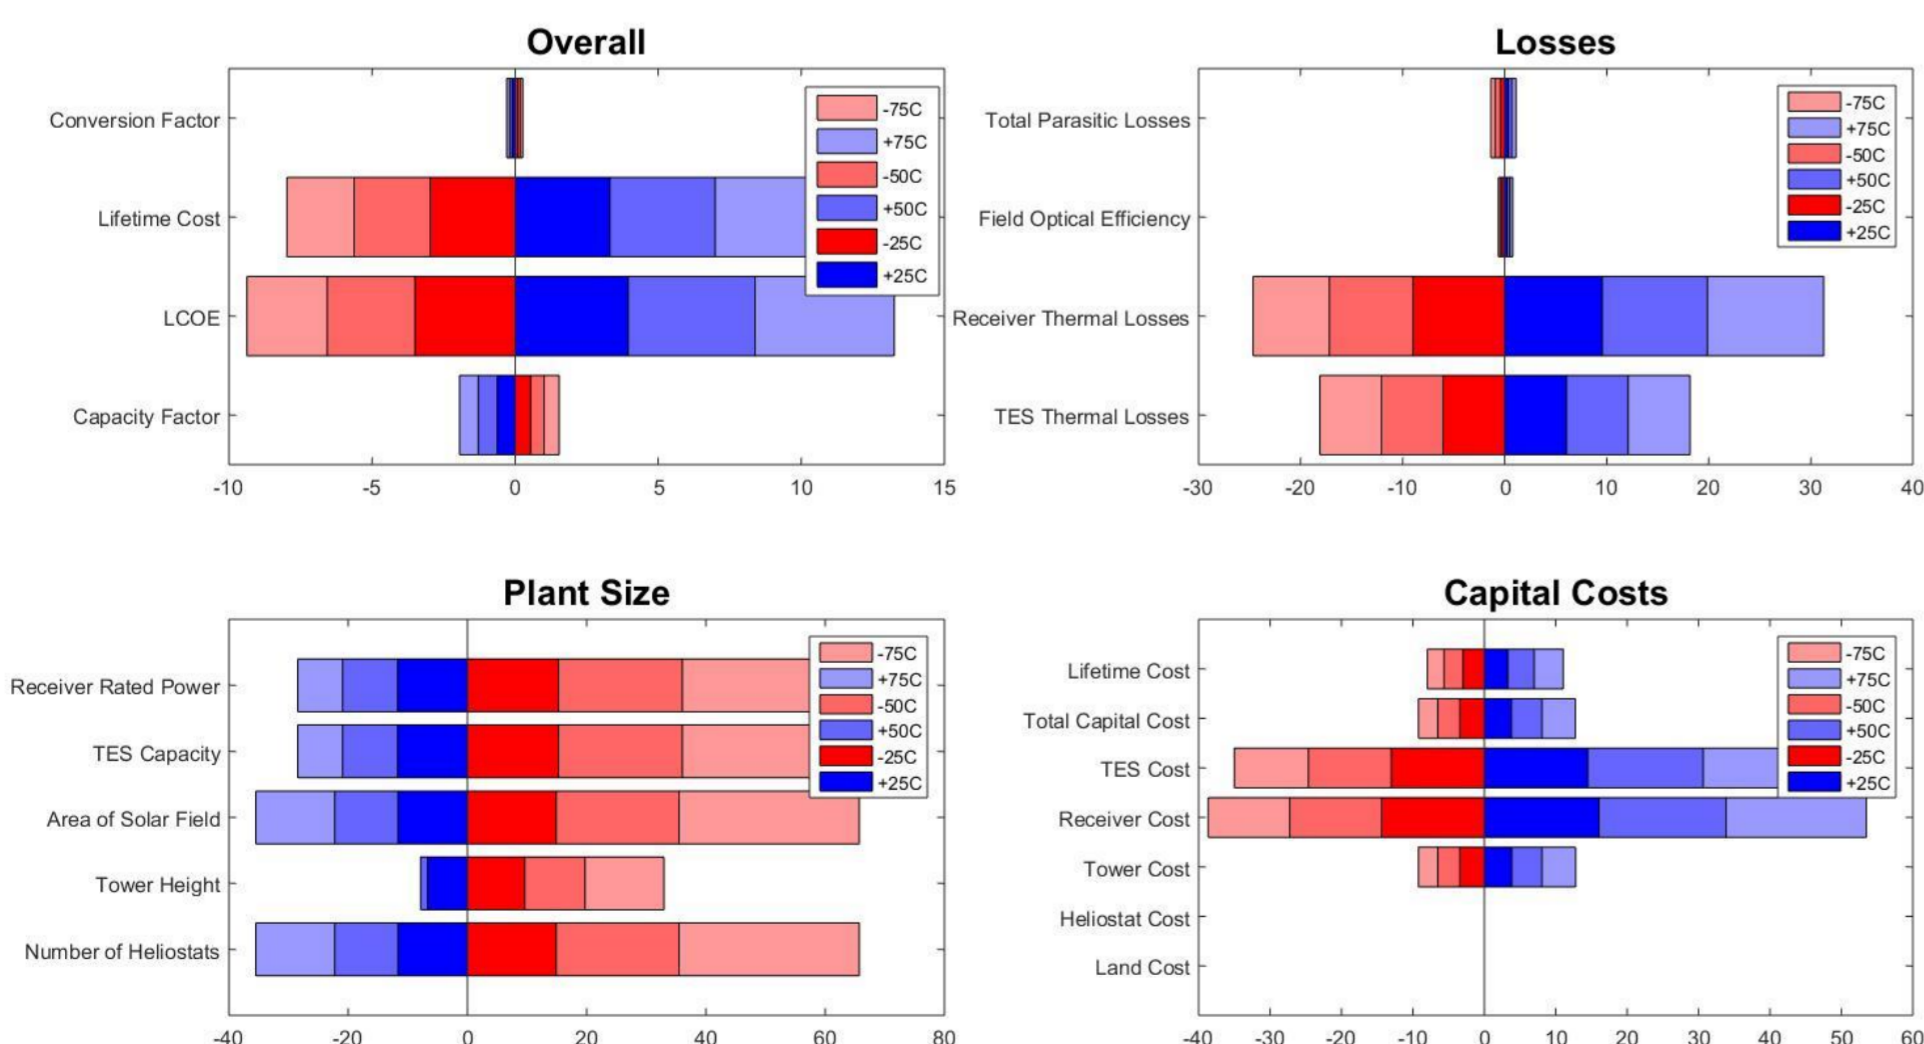 Overall
Conversion Factor
Lifetime Cost
LCOE
Capacity Factor
-10 -5 0 5 10 15
-75C
+75C
-50C
+50C
-25C
+25C
Losses
Total Parasitic Losses
Field Optical Efficiency
Receiver Thermal Losses
TES Thermal Losses
-30 -20 -10 0 10 20 30 40
-75C
+75C
-50C
+50C
-25C
+25C
Plant Size
Receiver Rated Power
TES Capacity
Area of Solar Field
Tower Height
Number of Heliostats
-40 -20 0 20 40 60 80
-75C
+75C
-50C
+50C
-25C
+25C
Capital Costs
Lifetime Cost
Total Capital Cost
TES Cost
Receiver Cost
Tower Cost
Heliostat Cost
Land Cost
-40 -30 -20 -10 0 10 20 30 40 50 60
-75C
+75C
-50C
+50C
-25C
+25C